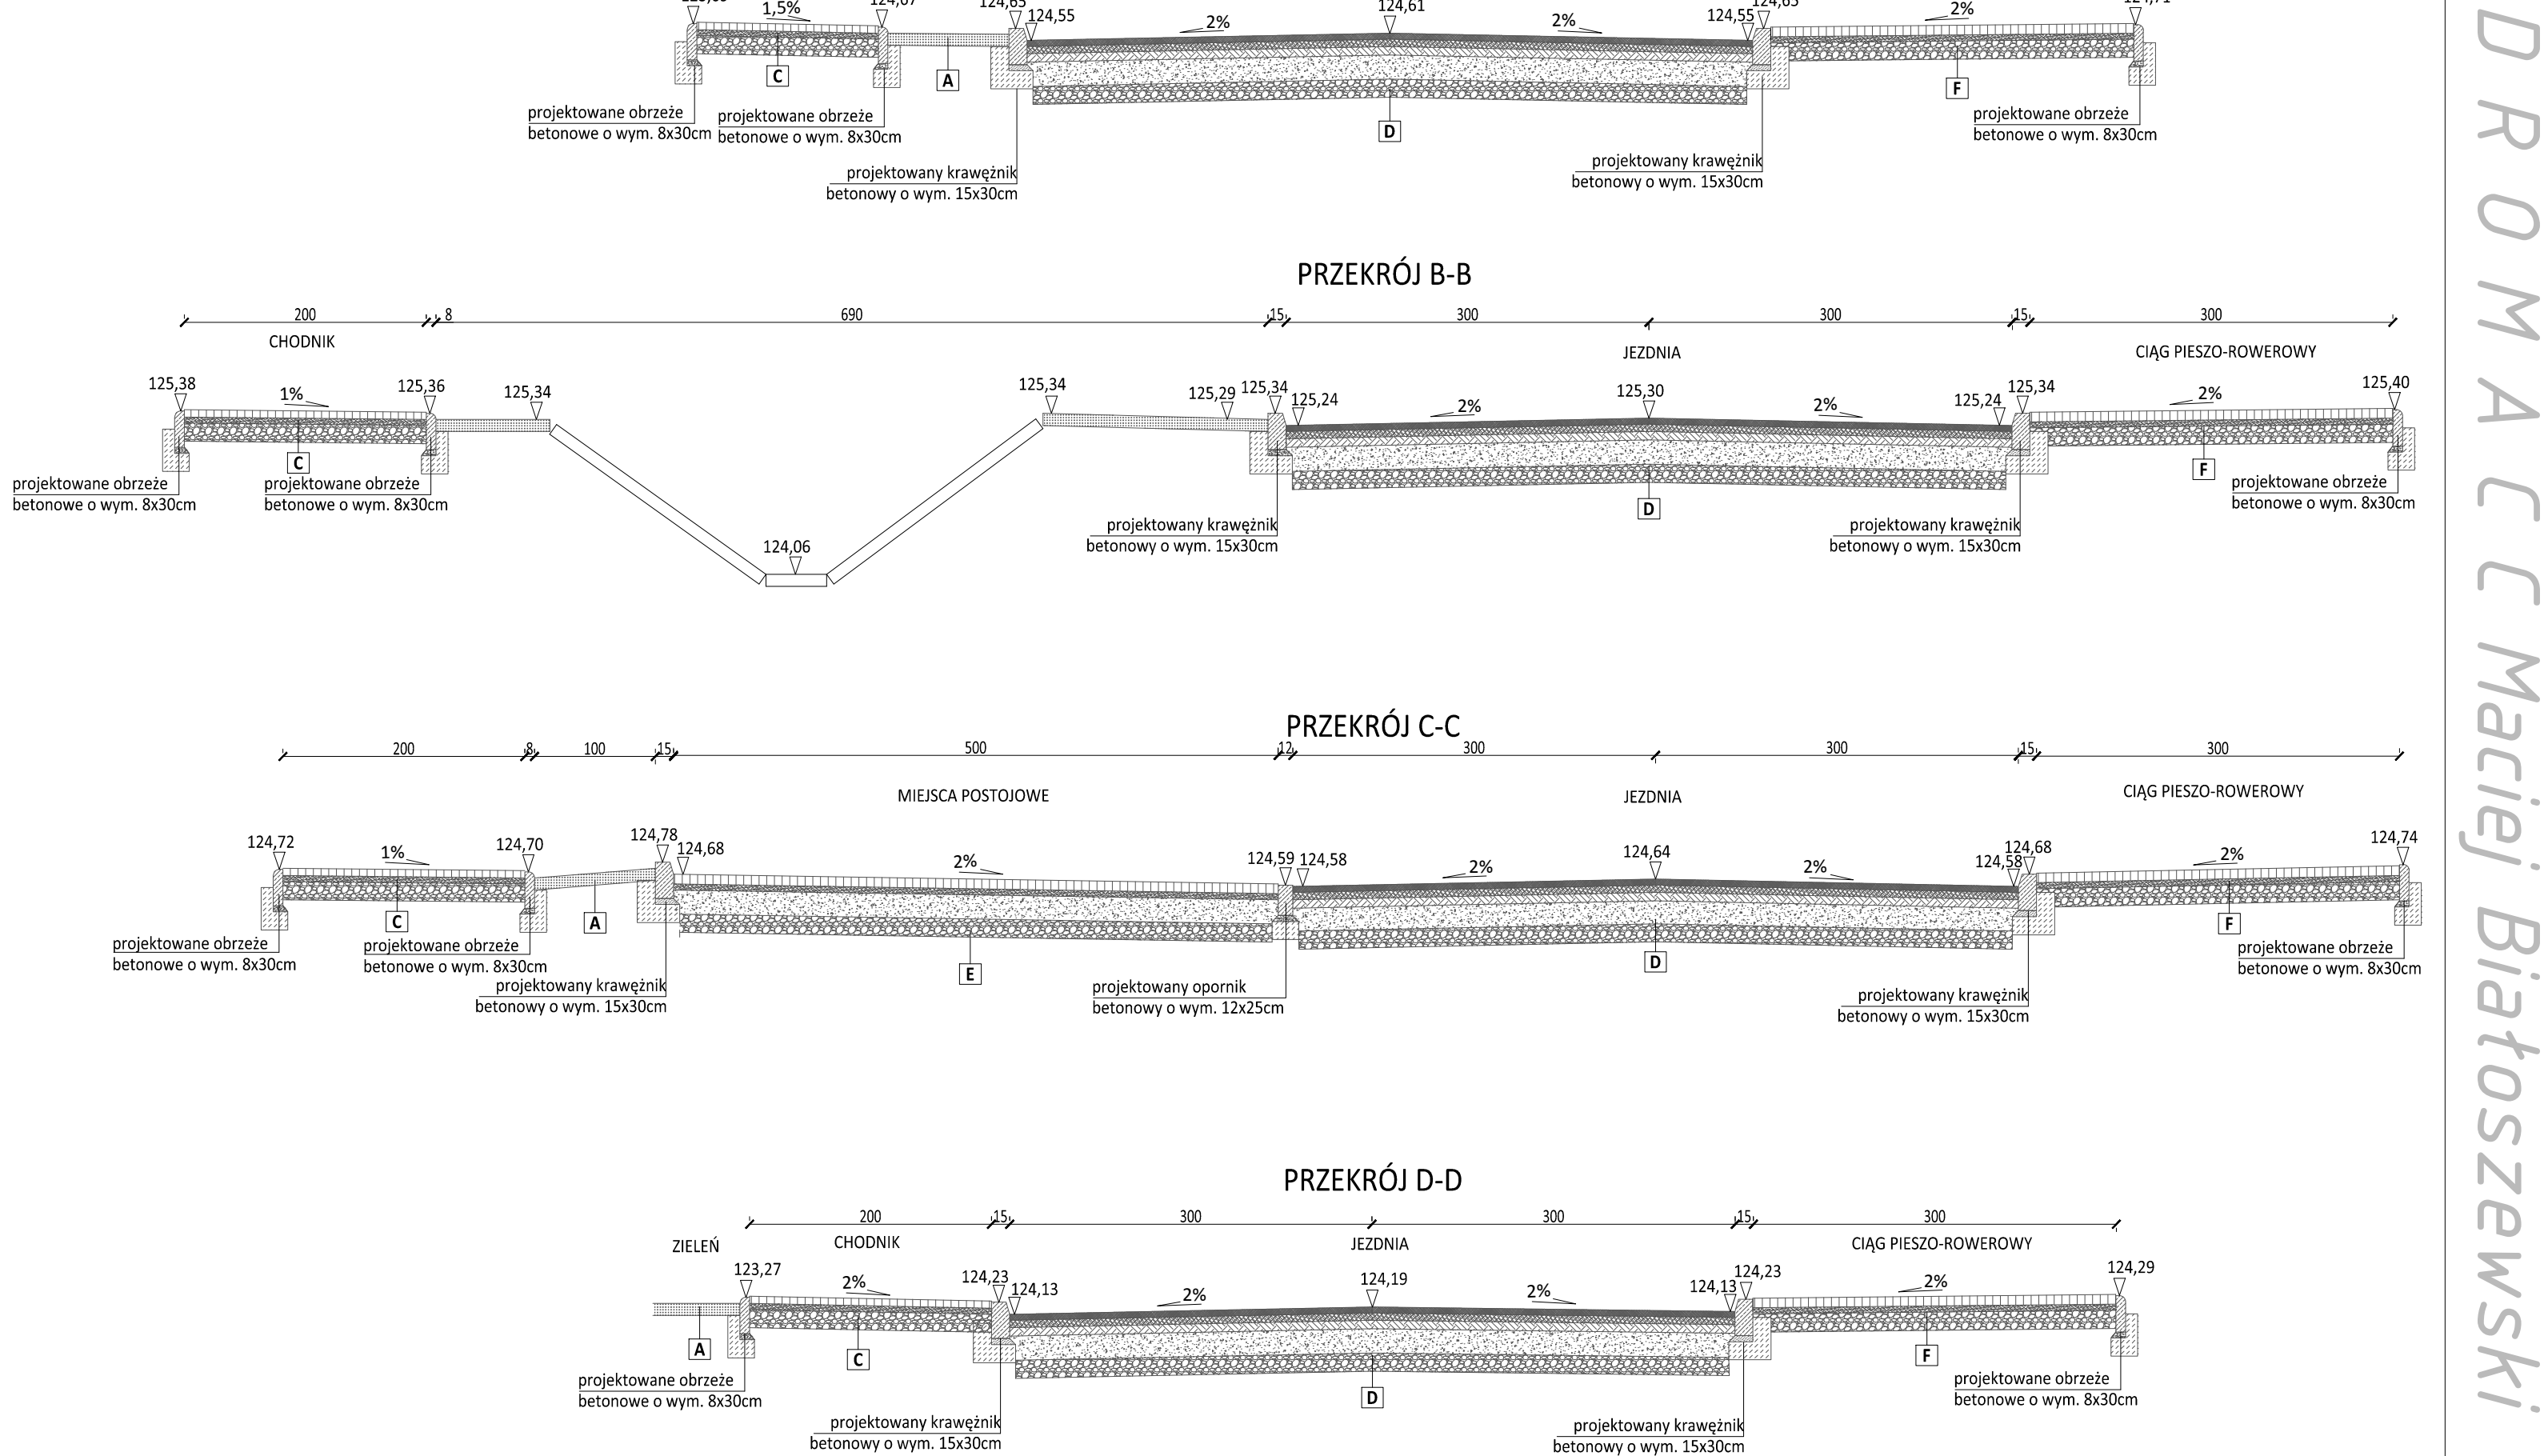 1,5%
124,55
2%
124,61
2%
124,55
2%
C
A
D
F
projektowane obrzeże
betonowe o wym. 8x30cm
projektowane obrzeże
betonowe o wym. 8x30cm
projektowany krawężnik
betonowy o wym. 15x30cm
projektowany krawężnik
betonowy o wym. 15x30cm
projektowane obrzeże
betonowe o wym. 8x30cm
PRZEKRÓJ B-B
200
8
690
15
300
300
15
300
CHODNIK
JEZDNIA
CIĄG PIESZO-ROWEROWY
125,38
1%
125,36
125,34
125,34
125,29
125,34
125,24
2%
125,30
2%
125,24
125,34
2%
125,40
C
124,06
D
F
projektowane obrzeże
betonowe o wym. 8x30cm
projektowane obrzeże
betonowe o wym. 8x30cm
projektowany krawężnik
betonowy o wym. 15x30cm
projektowany krawężnik
betonowy o wym. 15x30cm
projektowane obrzeże
betonowe o wym. 8x30cm
PRZEKRÓJ C-C
200
8
100
15
500
12
300
300
15
300
MIEJSCA POSTOJOWE
JEZDNIA
CIĄG PIESZO-ROWEROWY
124,72
1%
124,70
124,78
124,68
2%
124,59
124,58
2%
124,64
2%
124,58
124,68
2%
124,74
C
A
E
D
F
projektowane obrzeże
betonowe o wym. 8x30cm
projektowane obrzeże
betonowe o wym. 8x30cm
projektowany krawężnik
betonowy o wym. 15x30cm
projektowany opornik
betonowy o wym. 12x25cm
projektowany krawężnik
betonowy o wym. 15x30cm
projektowane obrzeże
betonowe o wym. 8x30cm
PRZEKRÓJ D-D
200
15
300
300
15
300
ZIELEŃ
CHODNIK
JEZDNIA
CIĄG PIESZO-ROWEROWY
123,27
2%
124,23
124,13
2%
124,19
2%
124,13
124,23
2%
124,29
A
C
D
F
projektowane obrzeże
betonowe o wym. 8x30cm
projektowany krawężnik
betonowy o wym. 15x30cm
projektowany krawężnik
betonowy o wym. 15x30cm
projektowane obrzeże
betonowe o wym. 8x30cm
DROMACC Maciej Białoszewski